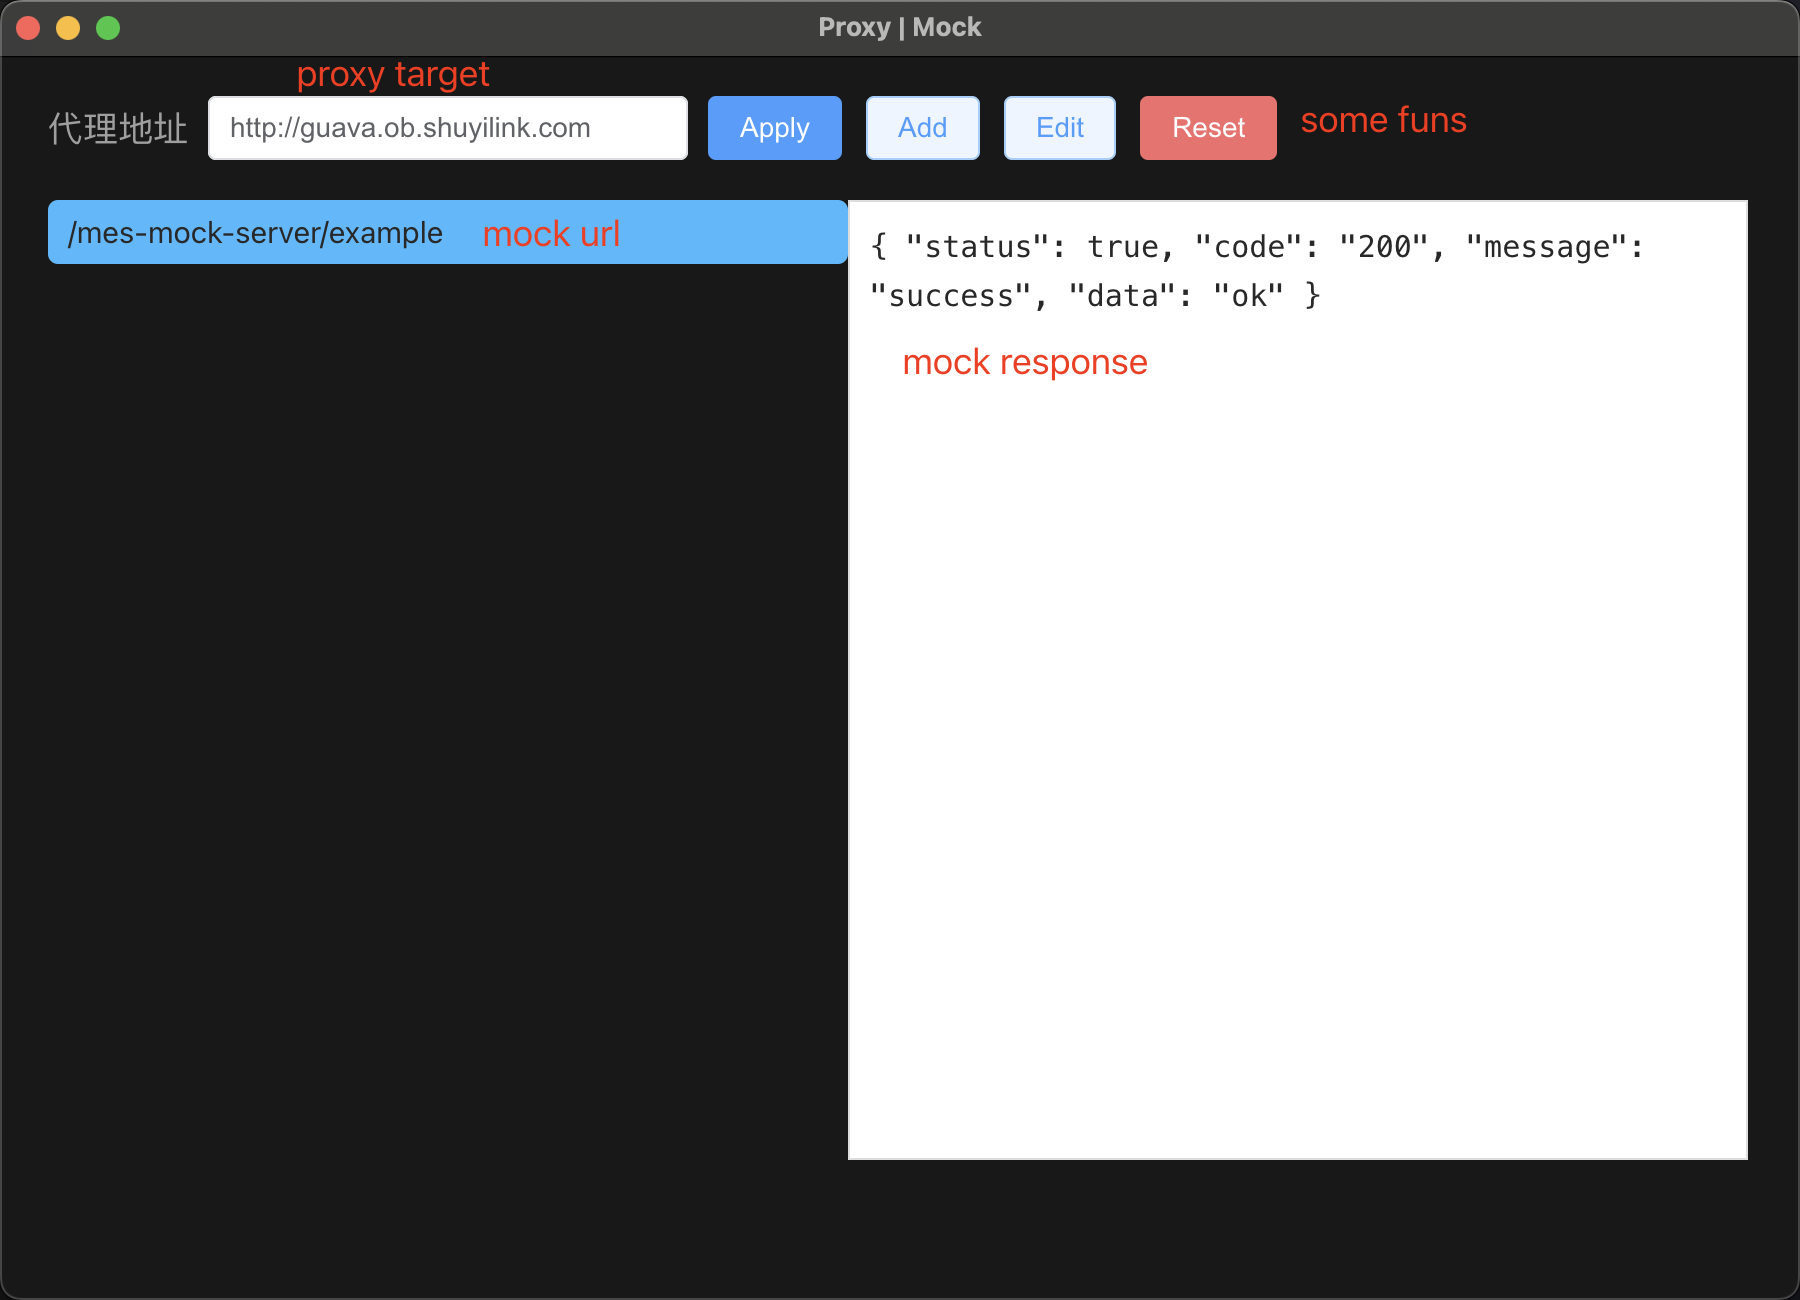 Proxy | Mock
proxy target
代理地址 http://guava.ob.shuyilink.com Apply Add Edit Reset some funs
/mes-mock-server/example mock url
{ "status": true, "code": "200", "message":
"success", "data": "ok" }
mock response